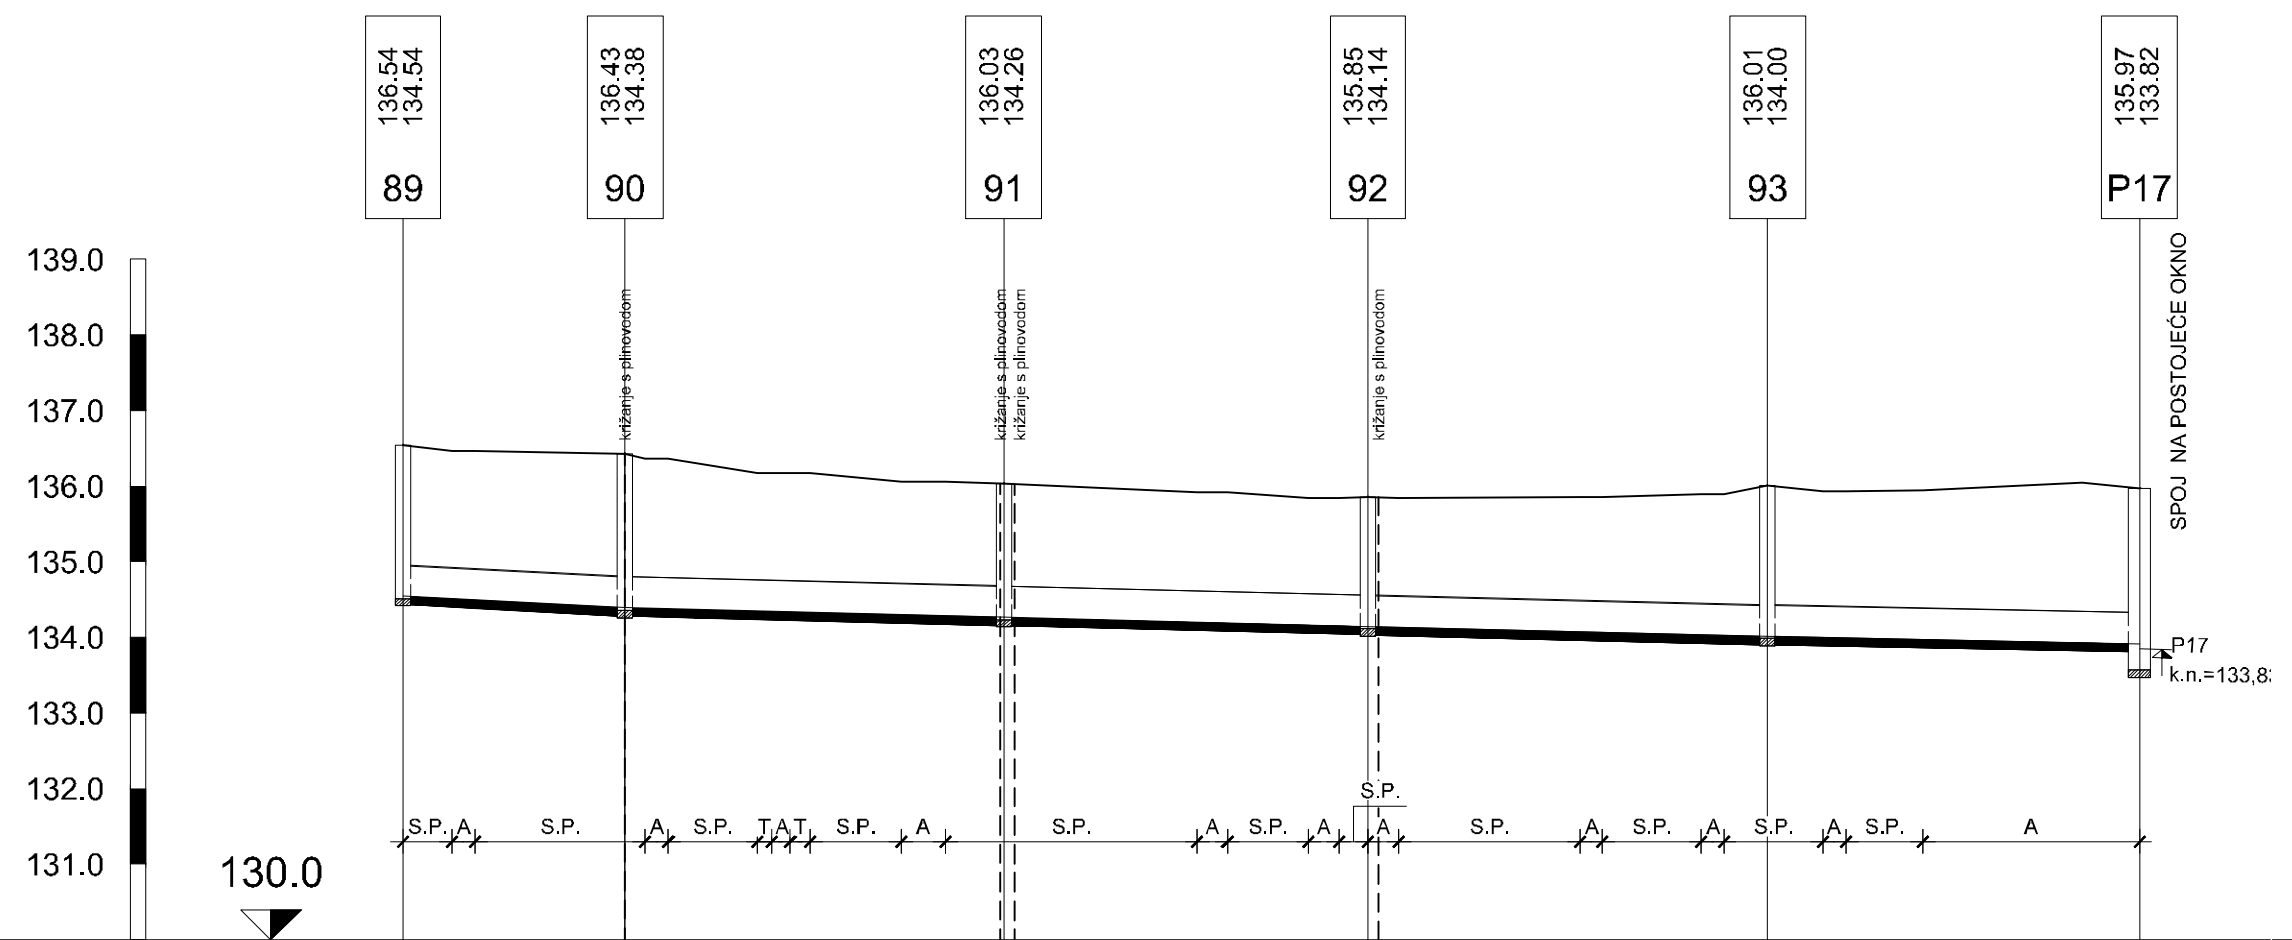 136.54
134.54
89
136.43
134.38
90
136.03
134.26
91
135.85
134.14
92
136.01
134.00
93
135.97
133.82
P17
SPOJ NA POSTOJEĆE OKNO
139.0
138.0
137.0
136.0
135.0
134.0
133.0
132.0
131.0
130.0
križanje s plinovodom
križanje s plinovodom
križanje s plinovodom
križanje s plinovodom
P17
k.n.=133,83
S.P.
S.P. A S.P. A S.P. T A T S.P. A S.P. A S.P. A A S.P. A S.P. A S.P. A S.P. A